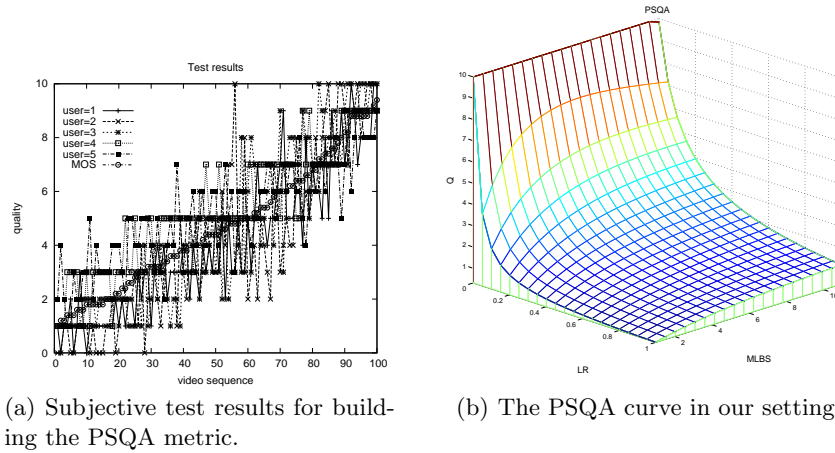 Test results
quality
10
8
6
4
2
0
user=1
user=2
user=3
user=4
user=5
MOS
0 10 20 30 40 50 60 70 80 90 100
video sequence
(a) Subjective test results for build-
ing the PSQA metric.
PSQA
Q
10
9
8
7
6
5
4
3
2
1
0
0.2
0.4
0.6
0.8
1
LR
2
4
6
8
10
MLBS
(b) The PSQA curve in our setting